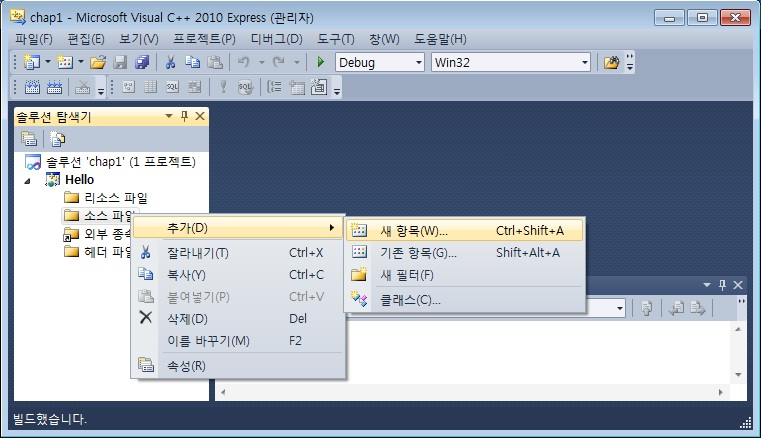 chap1 - Microsoft Visual C++ 2010 Express (관리자)
파일(F) 편집(E) 보기(V) 프로젝트(P) 디버그(D) 도구(T) 창(W) 도움말(H)
Debug Win32
SQL SQL
솔루션 탐색기
솔루션 'chap1' (1 프로젝트)
Hello
리소스 파일
소스 파일
외부 종속
헤더 파일
추가(D)
잘라내기(T) Ctrl+X
복사(Y) Ctrl+C
붙여넣기(P) Ctrl+V
삭제(D) Del
이름 바꾸기(M) F2
속성(R)
새 항목(W)... Ctrl+Shift+A
기존 항목(G)... Shift+Alt+A
새 필터(F)
클래스(C)...
빌드했습니다.